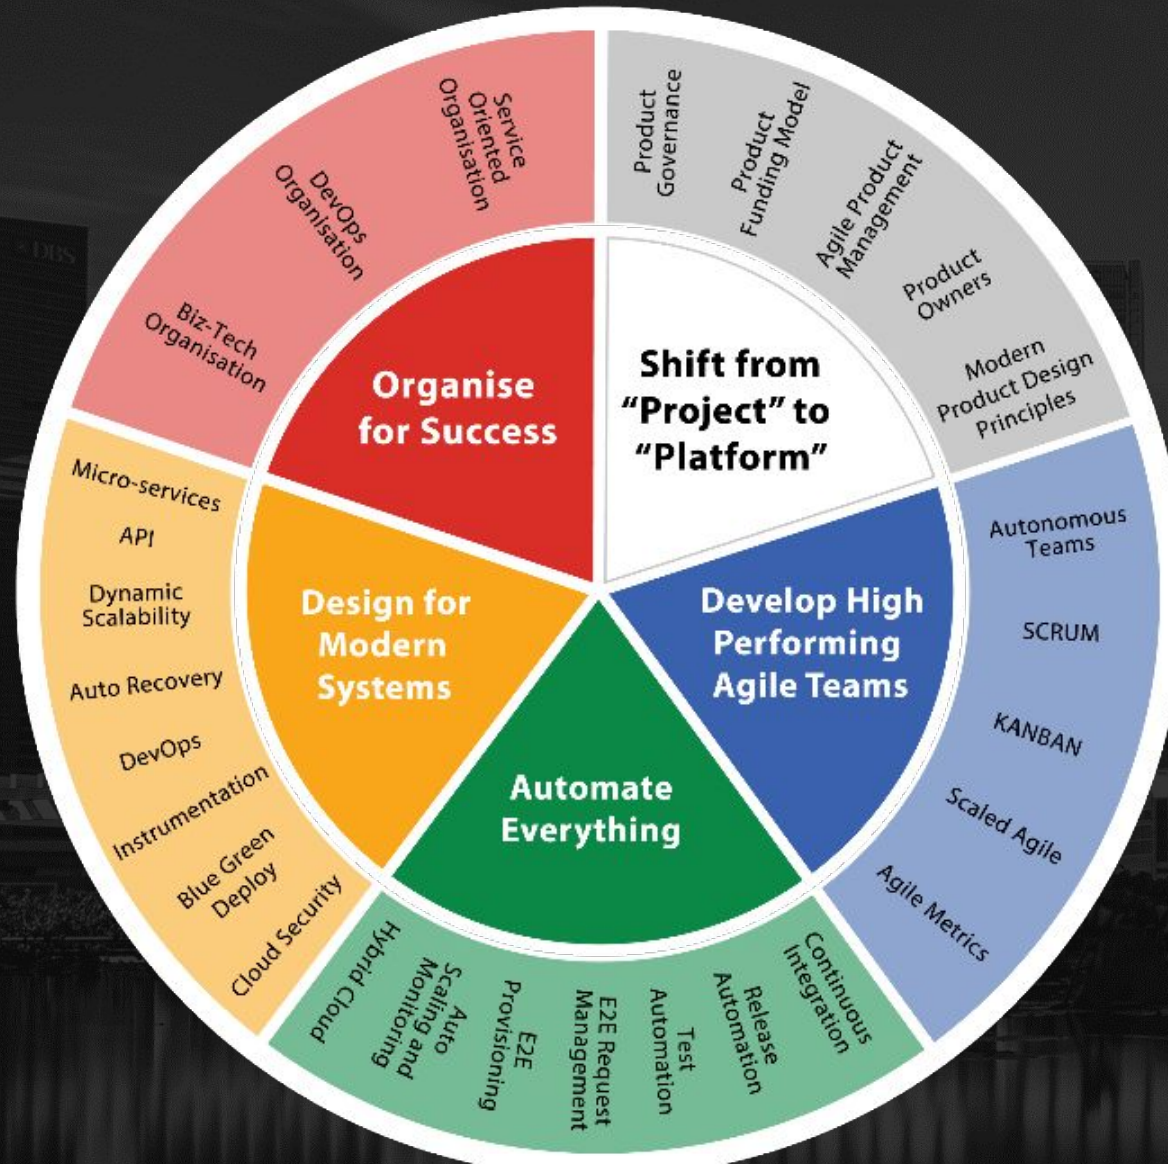 Service
Oriented
Organisation
DevOps
Organisation
Biz-Tech
Organisation
Product
Governance
Product
Funding Model
Agile Product
Management
Product
Owners
Modern
Product Design
Principles
Organise
for Success
Shift from
“Project” to
“Platform”
Design for
Modern
Systems
Develop High
Performing
Agile Teams
Automate
Everything
Micro-services
API
Dynamic
Scalability
Auto Recovery
DevOps
Instrumentation
Blue Green
Deploy
Cloud Security
Autonomous
Teams
SCRUM
KANBAN
Scaled Agile
Agile Metrics
Hybrid Cloud
Auto
Scaling and
Monitoring
E2E
Provisioning
E2E Request
Management
Test
Automation
Release
Automation
Continuous
Integration
DBS